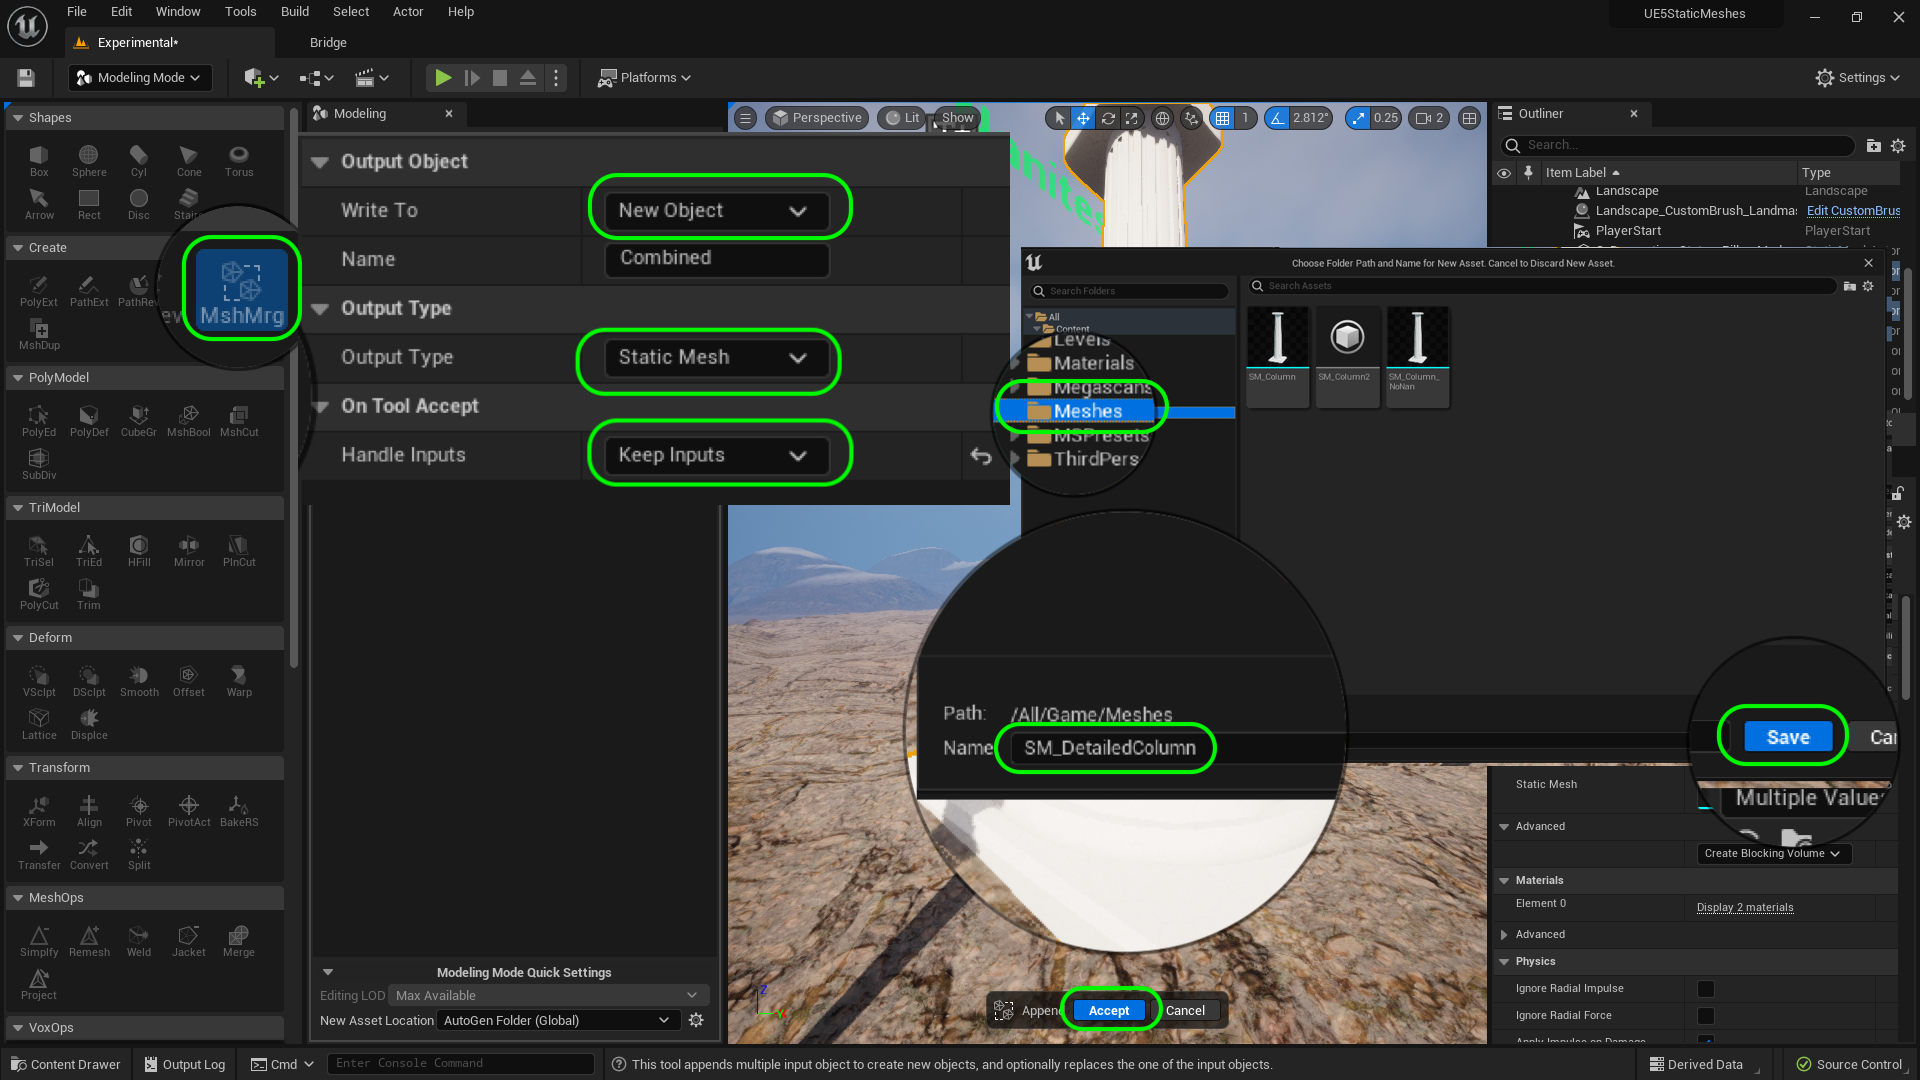 File Edit Window Tools Build Select Actor Help
UE5StaticMeshes
Experimental*
Bridge
Modeling Mode
Platforms
Settings
Shapes
Box Sphere Cyl Cone Torus
Arrow Rect Disc Stairs
Create
PolyExt PathExt PathRev
MshMrg
MshDup
PolyModel
PolyEd PolyDef CubeGr MshBool MshCut
SubDiv
TriModel
TriSel TriEd HFill Mirror PlnCut
PolyCut Trim
Deform
VSclpt DSclpt Smooth Offset Warp
Lattice Displce
Transform
XForm Align Pivot PivotAct BakeRS
Transfer Convert Split
MeshOps
Simplfy Remesh Weld Jacket Merge
Project
VoxOps
Modeling
Output Object
Write To New Object
Name Combined
Output Type
Output Type Static Mesh
On Tool Accept
Handle Inputs Keep Inputs
Modeling Mode Quick Settings
Editing LOD Max Available
New Asset Location AutoGen Folder (Global)
Perspective Lit Show
1 2.812° 0.25 2
Append Accept Cancel
Choose Folder Path and Name for New Asset. Cancel to Discard New Asset.
Search Folders
Search Assets
All
Content
Levels
Materials
Megascans
Meshes
MSPresets
ThirdPers
SM_Column
SM_Column2
SM_Column_
NoNan
Path: /All/Game/Meshes
Name SM_DetailedColumn
Save Can
Outliner
Search...
Item Label Type
Landscape Landscape
Landscape_CustomBrush_Landmas Edit CustomBrus
PlayerStart PlayerStart
Static Mesh
Multiple Values
Advanced
Create Blocking Volume
Materials
Element 0 Display 2 materials
Advanced
Physics
Ignore Radial Impulse
Ignore Radial Force
Apply Impulse on Damage
Content Drawer Output Log Cmd Enter Console Command
This tool appends multiple input object to create new objects, and optionally replaces the one of the input objects.
Derived Data Source Control